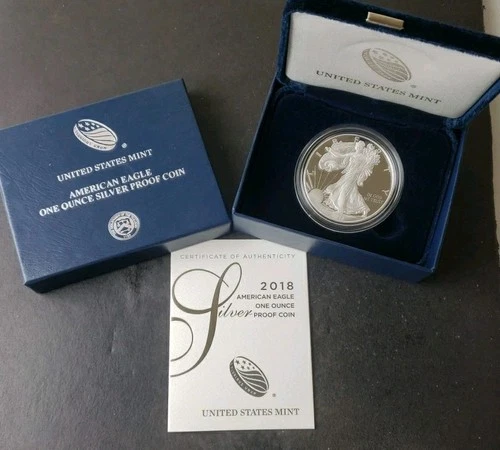 UNITED STATES MINT
AMERICAN EAGLE
ONE OUNCE SILVER PROOF COIN
UNITED STATES MINT
CERTIFICATE OF AUTHENTICITY
2018
AMERICAN EAGLE
ONE OUNCE
Silver PROOF COIN
UNITED STATES MINT